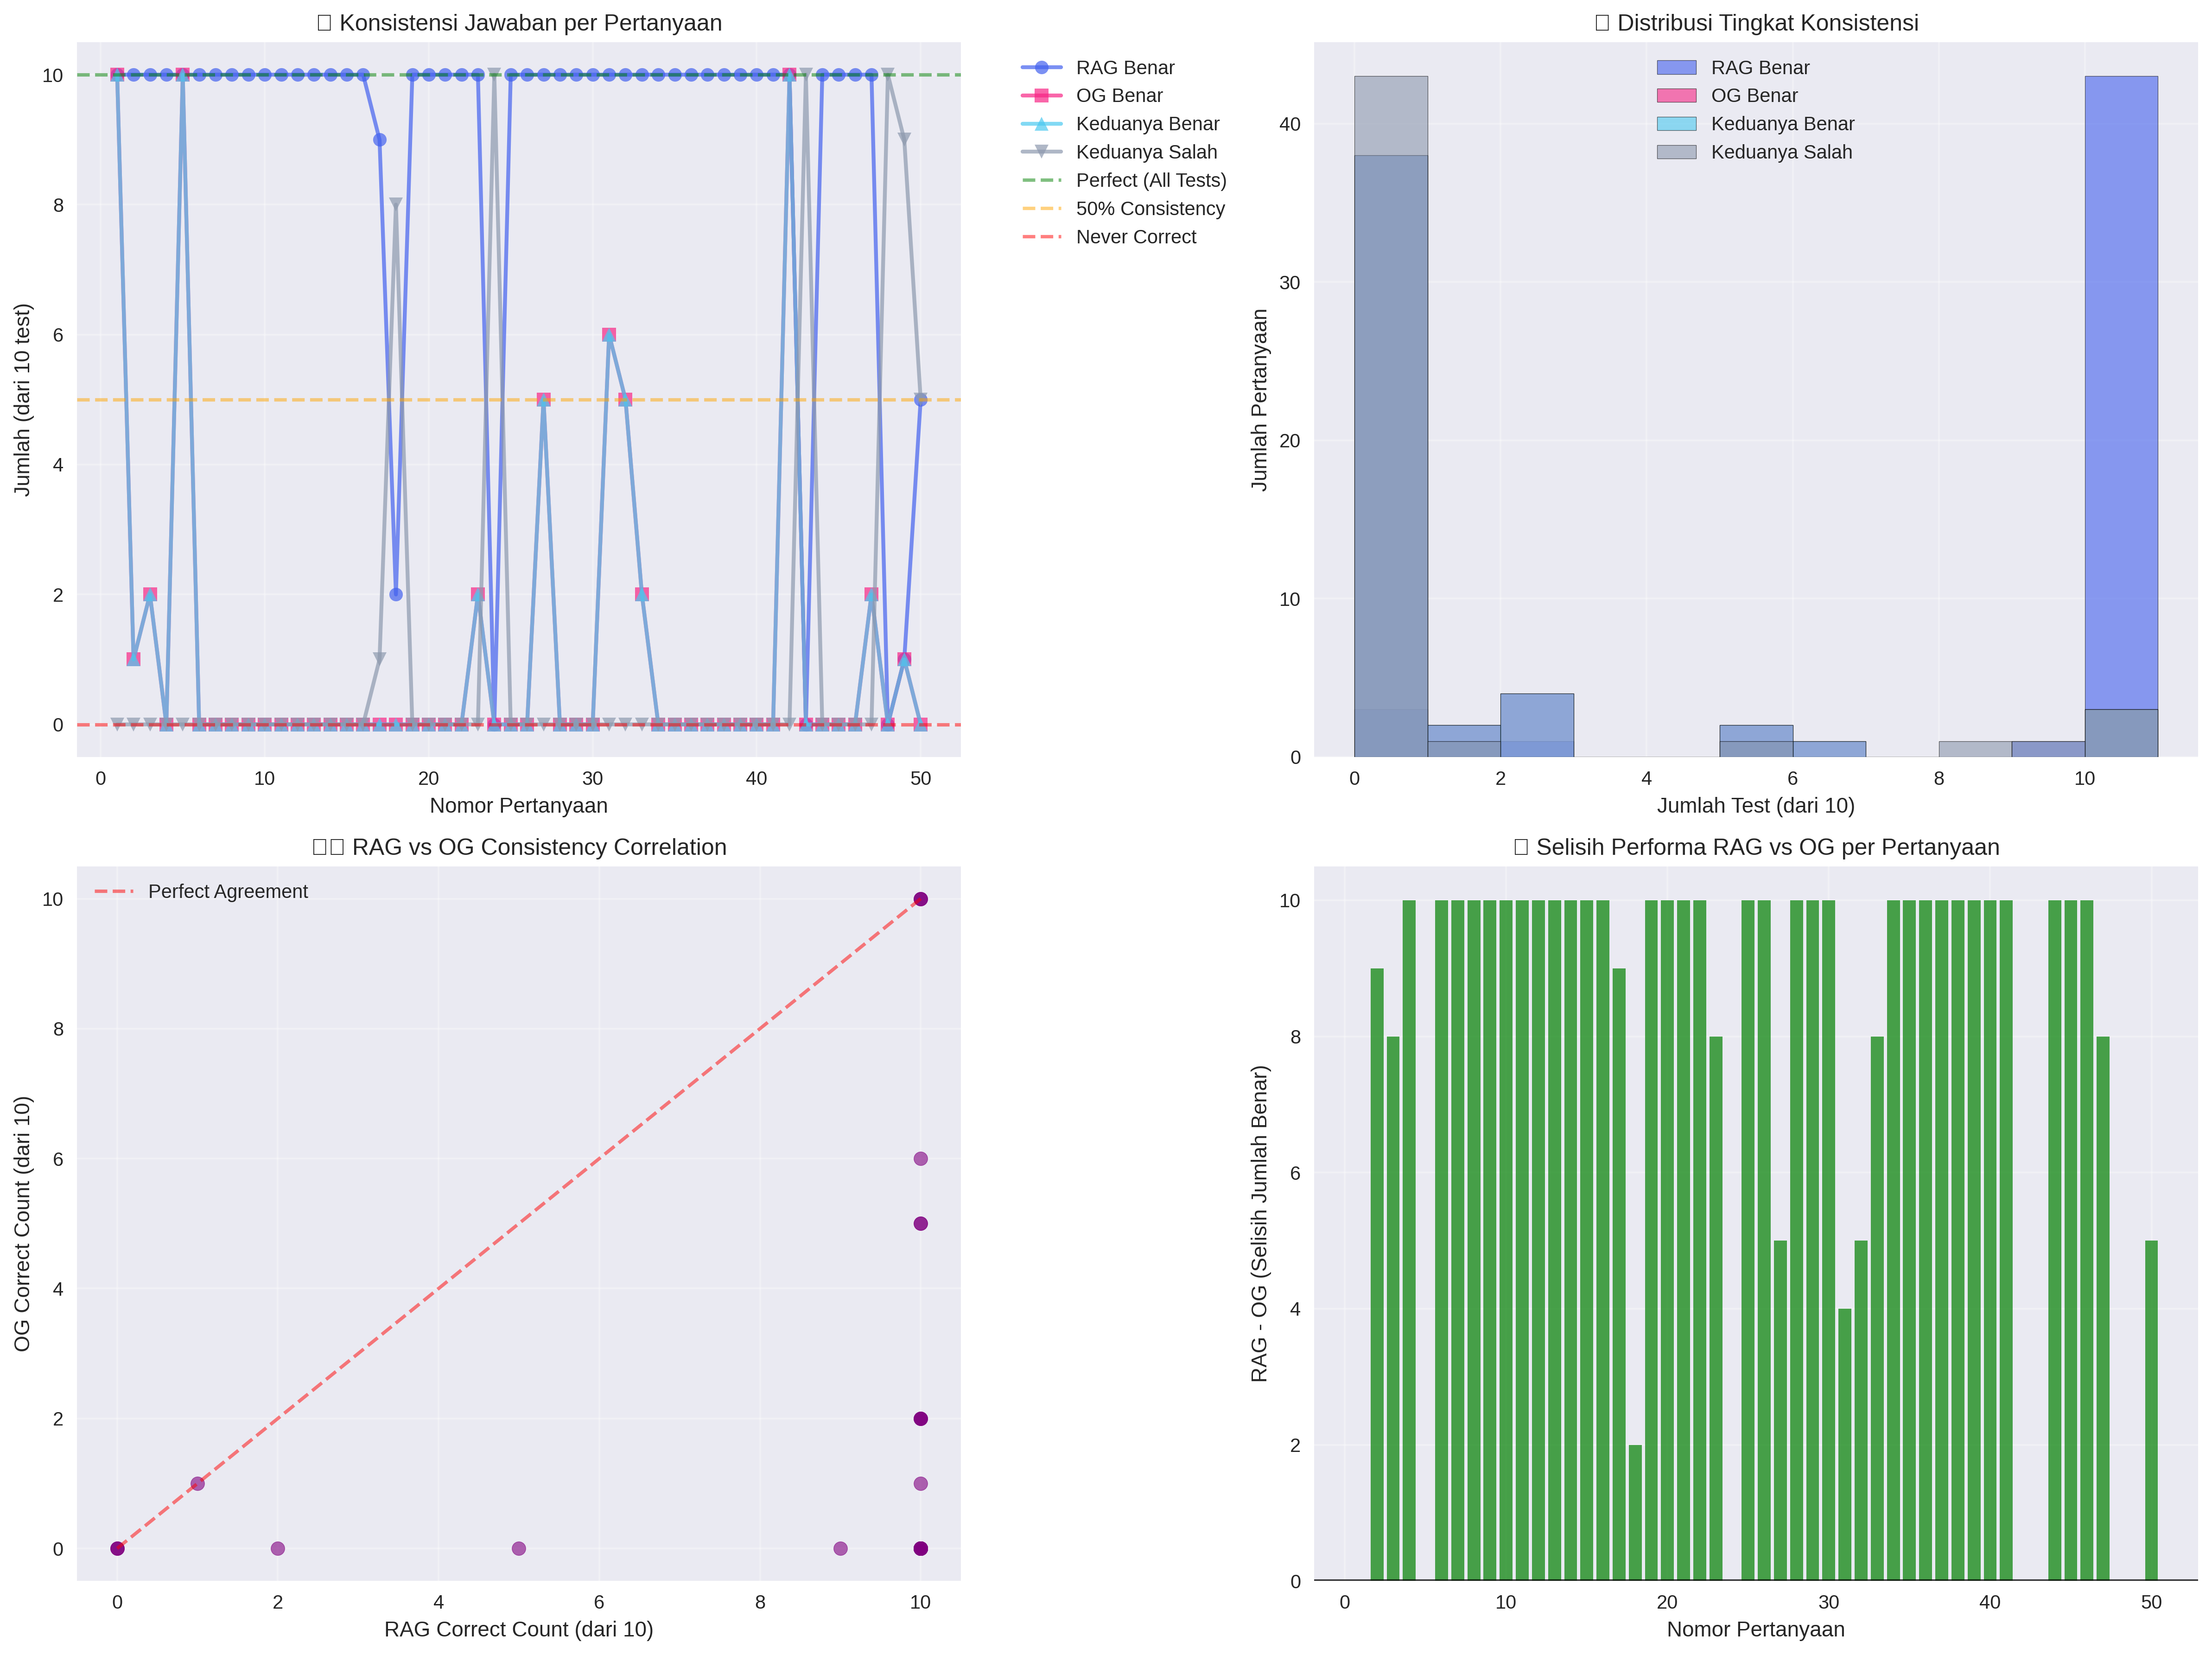 ▯ Konsistensi Jawaban per Pertanyaan
10
8
6
4
2
0
Jumlah (dari 10 test)
0 10 20 30 40 50
Nomor Pertanyaan
RAG Benar
OG Benar
Keduanya Benar
Keduanya Salah
Perfect (All Tests)
50% Consistency
Never Correct
▯ Distribusi Tingkat Konsistensi
RAG Benar
OG Benar
Keduanya Benar
Keduanya Salah
40
30
20
10
0
Jumlah Pertanyaan
0 2 4 6 8 10
Jumlah Test (dari 10)
▯▯ RAG vs OG Consistency Correlation
Perfect Agreement
10
8
6
4
2
0
OG Correct Count (dari 10)
0 2 4 6 8 10
RAG Correct Count (dari 10)
▯ Selisih Performa RAG vs OG per Pertanyaan
10
8
6
4
2
0
RAG - OG (Selisih Jumlah Benar)
0 10 20 30 40 50
Nomor Pertanyaan